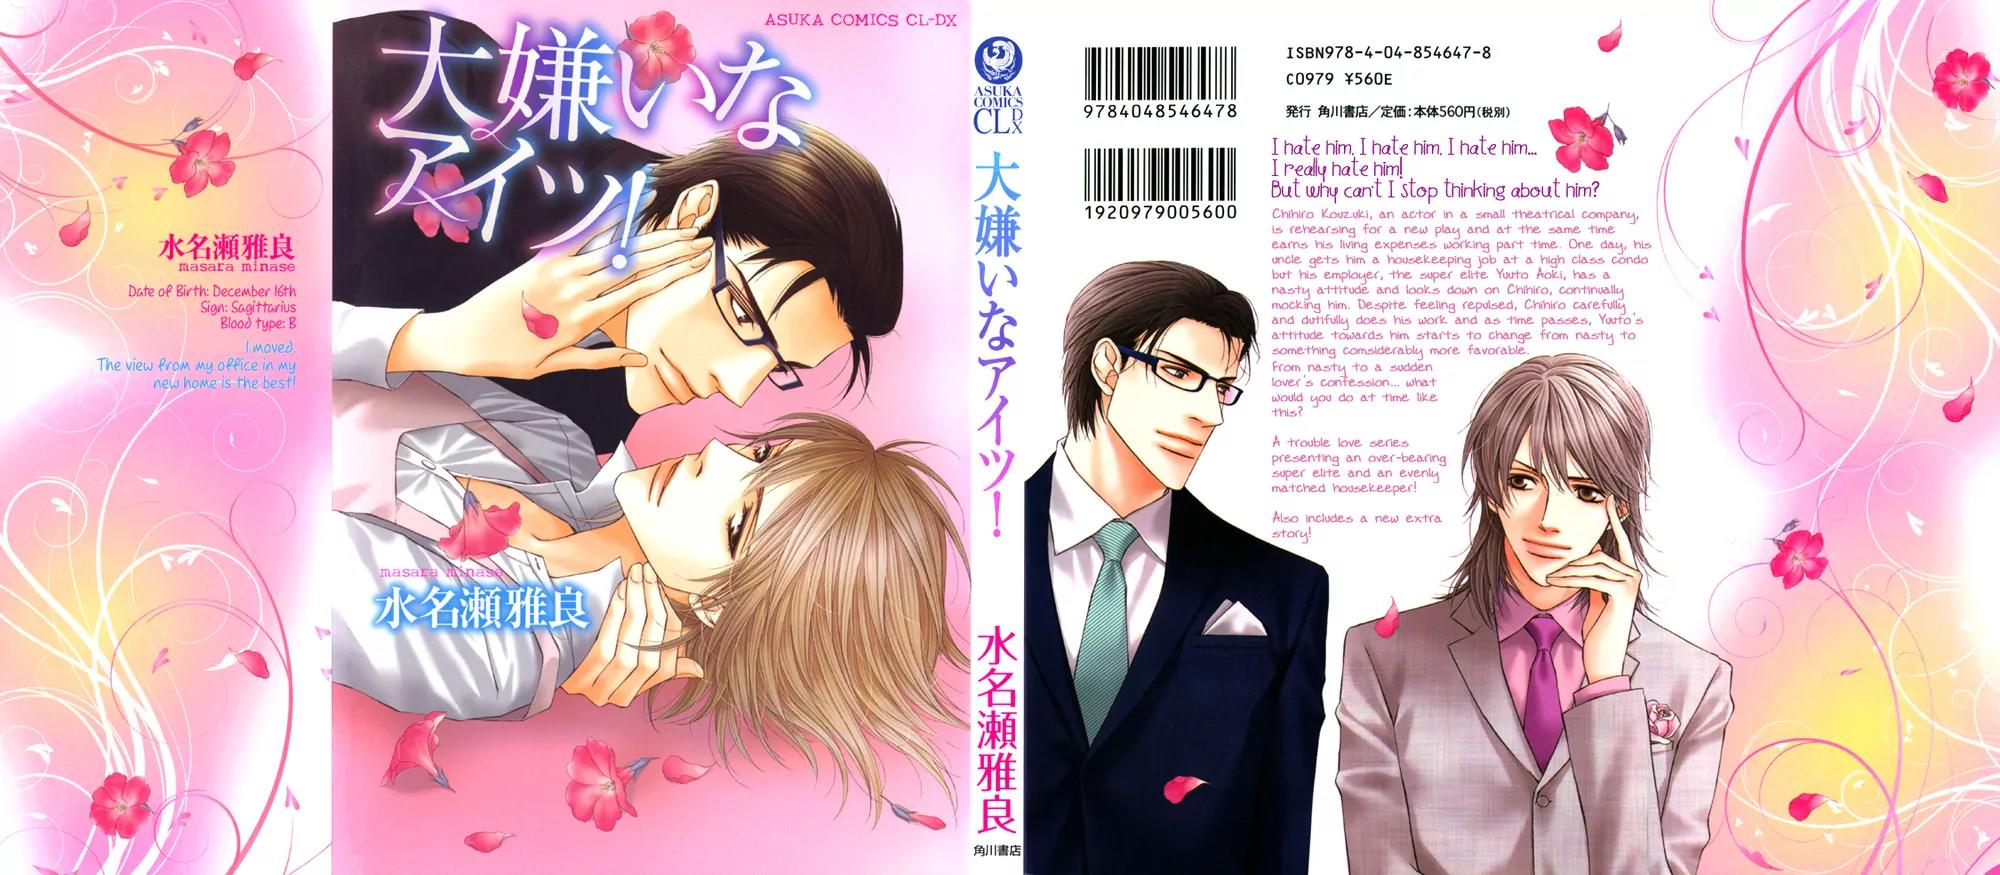 水名瀬雅良
masara minase
Date of Birth: December 16th
Sign: Sagittarius
Blood type: B
I moved.
The view from my office in my
new home is the best!
ASUKA COMICS CL-DX
大嫌いな
アイツ!
masara minase
水名瀬雅良
ASUKA
COMICS
CL DX
大嫌いなアイツ!
水名瀬雅良
角川書店
9784048546478
1920979005600
ISBN978-4-04-854647-8
C0979 ¥560E
発行 角川書店/定価:本体560円(税別)
I hate him, I hate him, I hate him...
I really hate him!
But why can't I stop thinking about him?
Chihiro Kouzuki, an actor in a small theatrical company,
is rehearsing for a new play and at the same time
earns his living expenses working part time. One day, his
uncle gets him a housekeeping job at a high class condo
but his employer, the super elite Yuuto Aoki, has a
nasty attitude and looks down on Chihiro, continually
mocking him. Despite feeling repulsed, Chihiro carefully
and dutifully does his work and as time passes, Yuuto's
attitude towards him starts to change from nasty to
something comsiderably more favorable.
From nasty to a sudden
lover's confession... what
would you do at time like
this?
A trouble love series
presenting an over-bearing
super elite and an evenly
matched housekeeper!
Also includes a new extra
story!